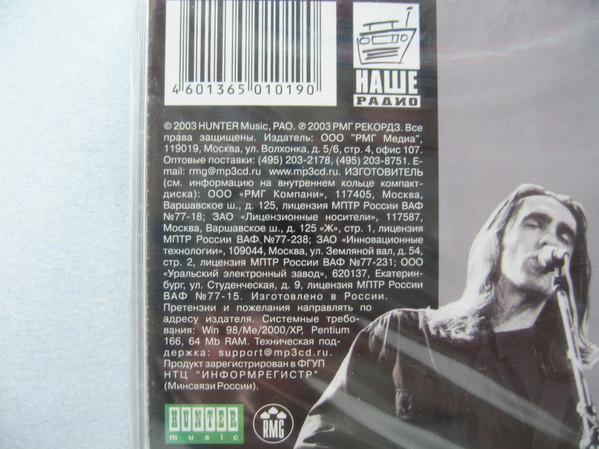 4 601365 010190
НАШЕ
РАДИО
© 2003 HUNTER Music, РАО. ℗ 2003 РМГ РЕКОРДЗ. Все
права защищены. Издатель: ООО "РМГ Медиа",
119019, Москва, ул. Волхонка, д. 5/6, стр. 4, офис 107.
Оптовые поставки: (495) 203-2178, (495) 203-8751. E-
mail: rmg@mp3cd.ru www.mp3cd.ru. ИЗГОТОВИТЕЛЬ
(см. информацию на внутреннем кольце компакт-
диска): ООО «РМГ Компани», 117405, Москва,
Варшавское ш., д. 125, лицензия МПТР России ВАФ
№77-18; ЗАО «Лицензионные носители», 117587,
Москва, Варшавское ш., д. 125 «Ж», стр. 1, лицензия
МПТР России ВАФ №77-238; ЗАО «Инновационные
технологии», 109044, Москва, ул. Земляной вал, д. 54,
стр. 2, лицензия МПТР России ВАФ №77-231; ООО
«Уральский электронный завод», 620137, Екатерин-
бург, ул. Студенческая, д. 9, лицензия МПТР России
ВАФ №77-15. Изготовлено в России.
Претензии и пожелания направлять по
адресу издателя. Системные требо-
вания: Win 98/Me/2000/XP, Pentium
166, 64 Mb RAM. Техническая под-
держка: support@mp3cd.ru.
Продукт зарегистрирован в ФГУП
НТЦ "ИНФОРМРЕГИСТР"
(Минсвязи России).
HUNTER
music
RMG